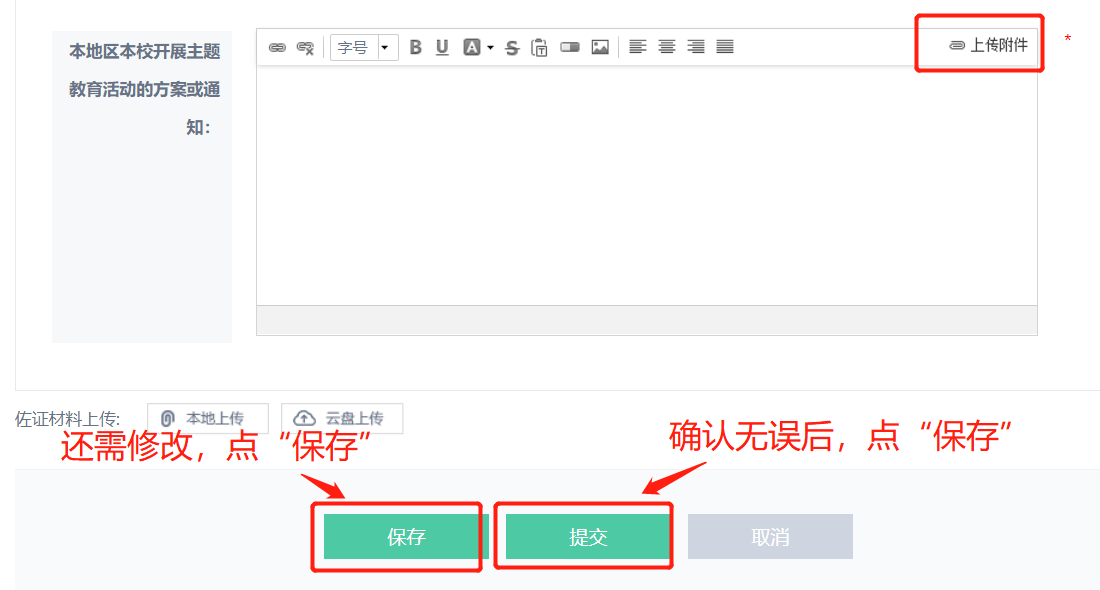 字号 B U A S 上传附件 *
本地区本校开展主题
教育活动的方案或通
知：
佐证材料上传: 本地上传 云盘上传
还需修改，点“保存” 确认无误后，点“保存”
保存 提交 取消